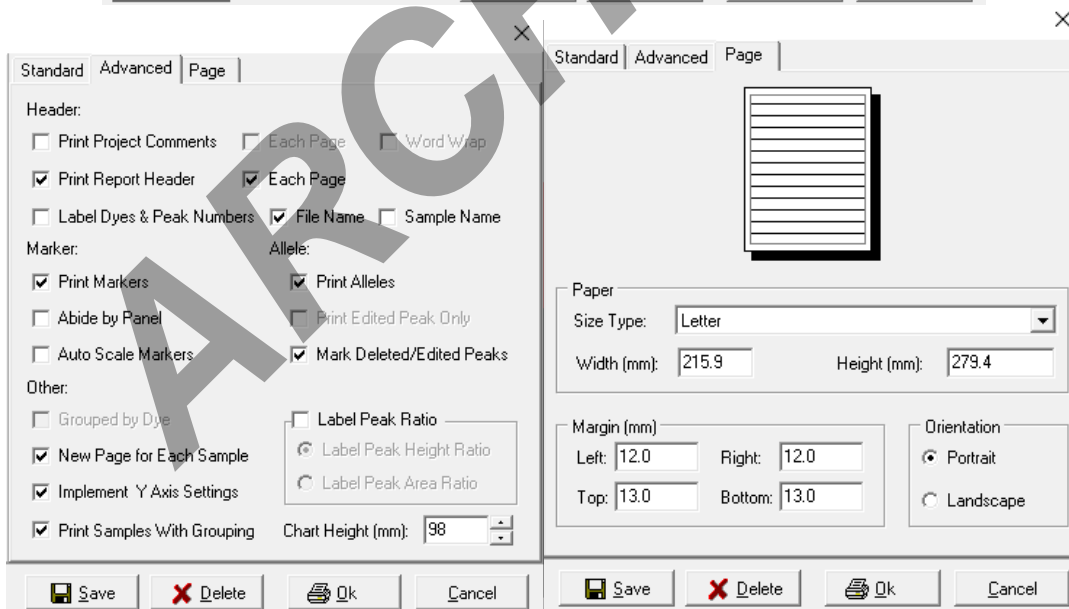 Standard Advanced Page
Header:
Print Project Comments Each Page Word Wrap
Print Report Header Each Page
Label Dyes & Peak Numbers File Name Sample Name
Marker: Allele:
Print Markers Print Alleles
Abide by Panel Print Edited Peak Only
Auto Scale Markers Mark Deleted/Edited Peaks
Other:
Grouped by Dye Label Peak Ratio
New Page for Each Sample Label Peak Height Ratio
Implement Y Axis Settings Label Peak Area Ratio
Print Samples With Grouping Chart Height (mm): 98
Save Delete Ok Cancel
Standard Advanced Page
Paper
Size Type: Letter
Width (mm): 215.9 Height (mm): 279.4
Margin (mm) Orientation
Left: 12.0 Right: 12.0 Portrait
Top: 13.0 Bottom: 13.0 Landscape
Save Delete Ok Cancel